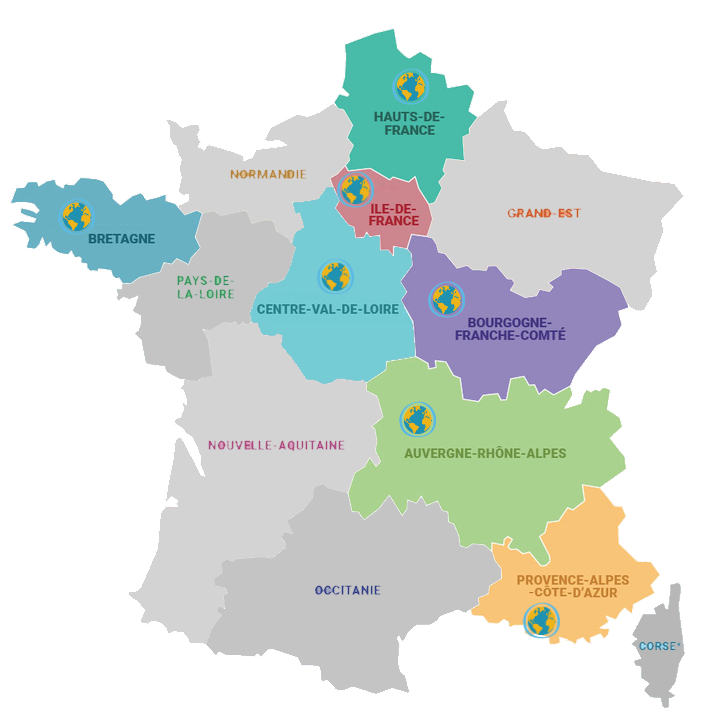 HAUTS-DE-
FRANCE
NORMANDIE
ILE-DE-
FRANCE
GRAND-EST
BRETAGNE
PAYS-DE-
LA-LOIRE
CENTRE-VAL-DE-LOIRE
BOURGOGNE-
FRANCHE-COMTÉ
NOUVELLE-AQUITAINE
AUVERGNE-RHÔNE-ALPES
PROVENCE-ALPES
-CÔTE-D'AZUR
OCCITANIE
CORSE*